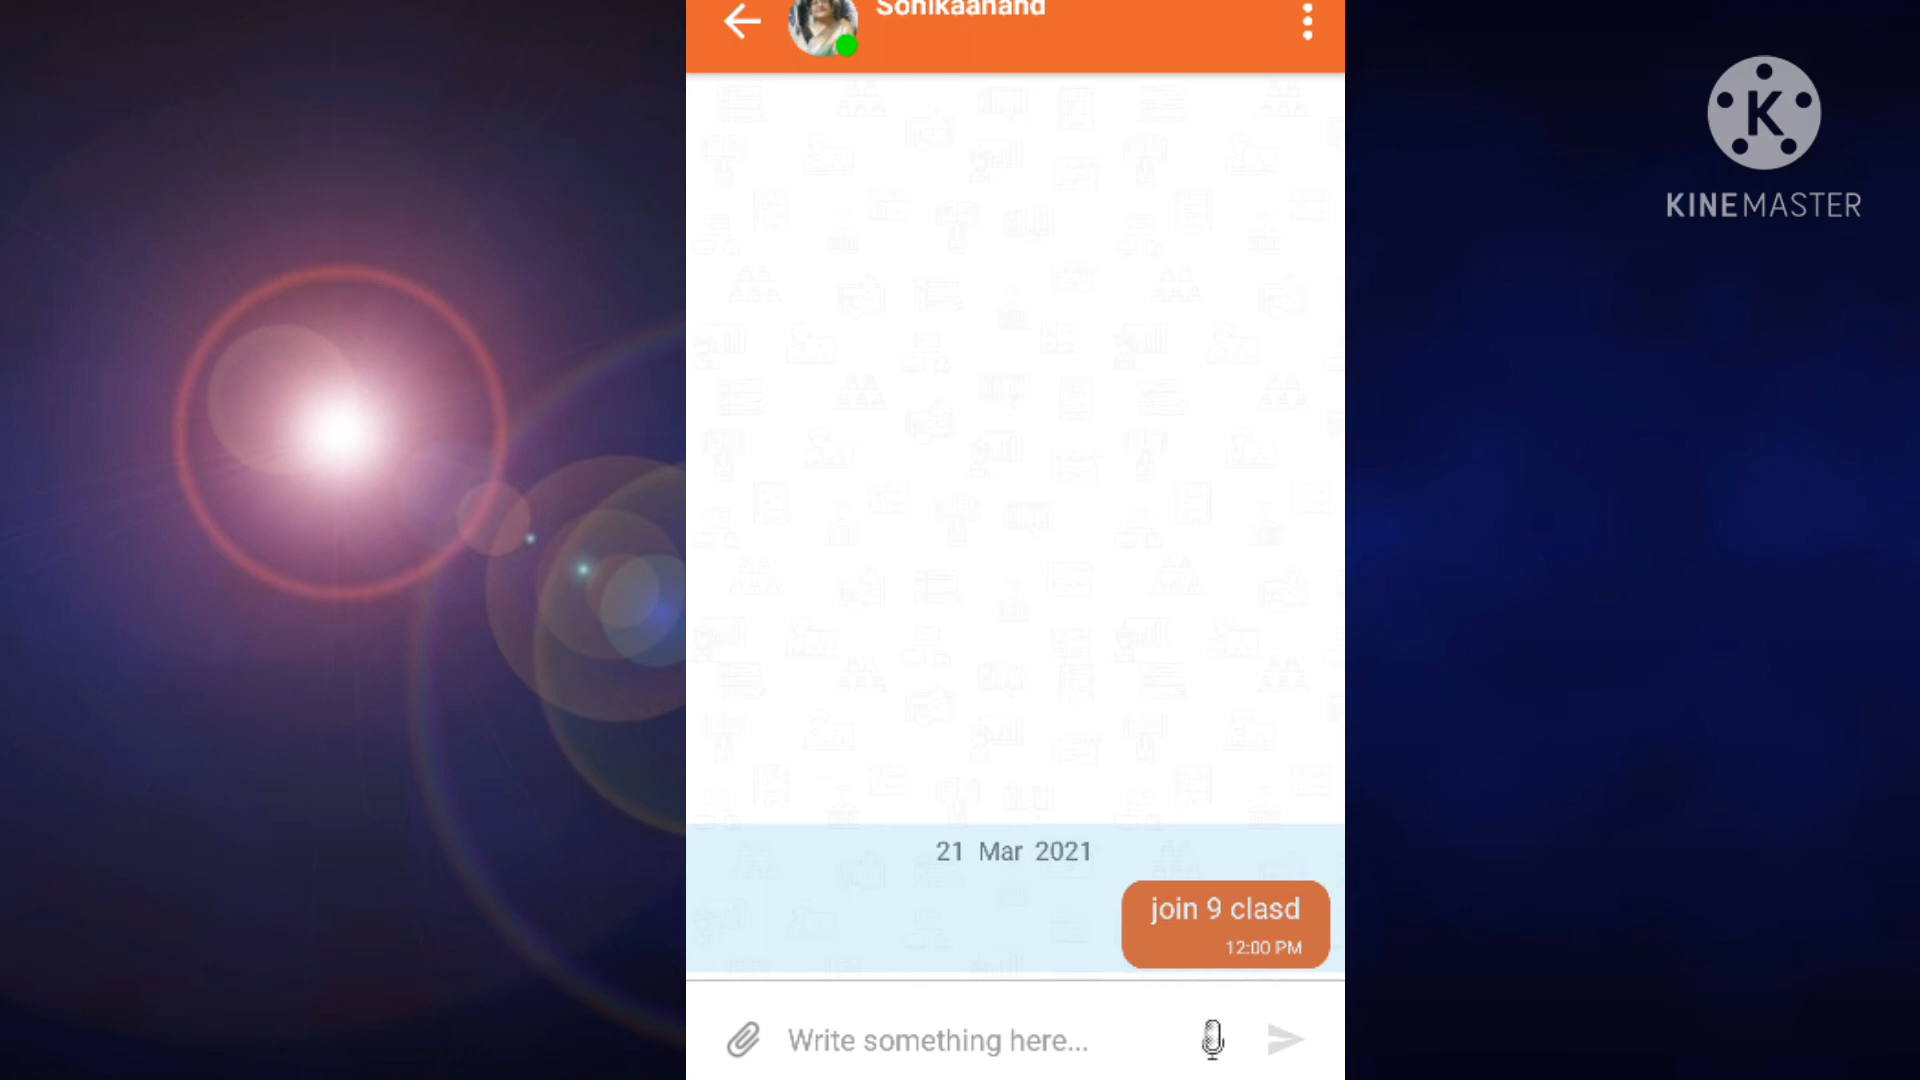 Sonikaanand
K
KINEMASTER
21 Mar 2021
join 9 clasd
12:00 PM
Write something here...